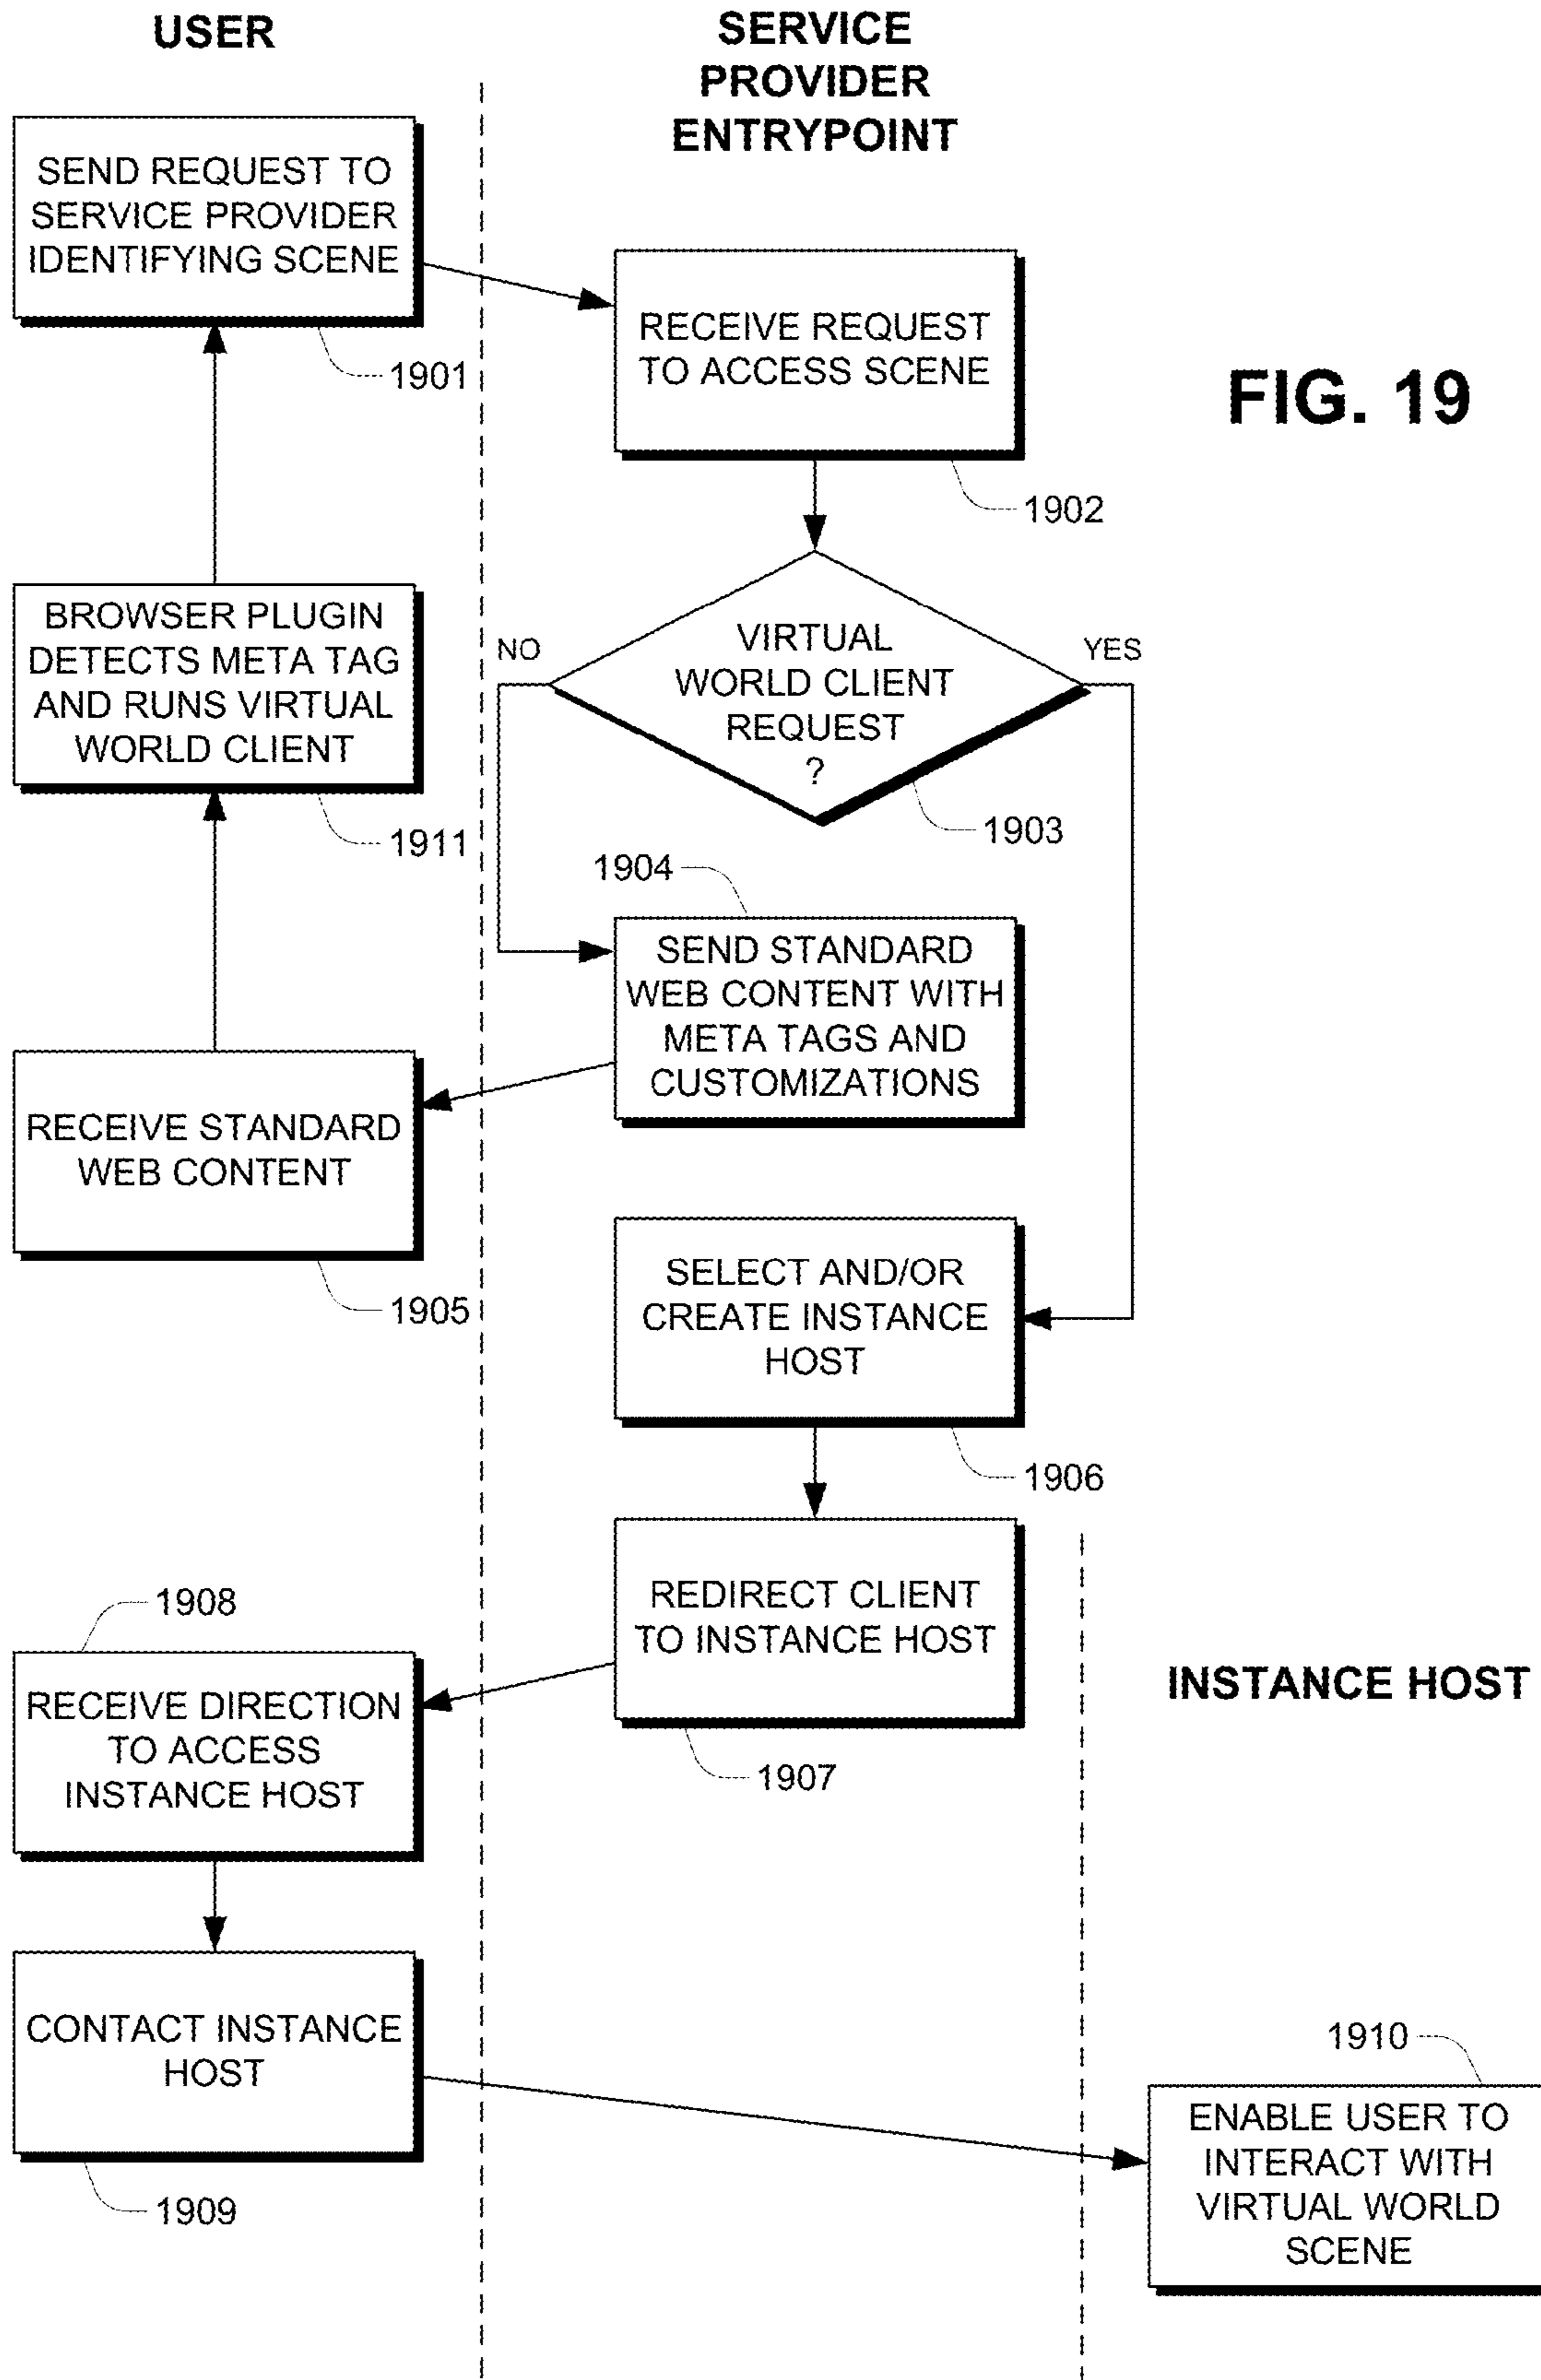 USER
SERVICE
PROVIDER
ENTRYPOINT
SEND REQUEST TO
SERVICE PROVIDER
IDENTIFYING SCENE
1901
RECEIVE REQUEST
TO ACCESS SCENE
1902
FIG. 19
BROWSER PLUGIN
DETECTS META TAG
AND RUNS VIRTUAL
WORLD CLIENT
1911
NO
VIRTUAL
WORLD CLIENT
REQUEST
?
YES
1903
1904
SEND STANDARD
WEB CONTENT WITH
META TAGS AND
CUSTOMIZATIONS
RECEIVE STANDARD
WEB CONTENT
1905
SELECT AND/OR
CREATE INSTANCE
HOST
1906
REDIRECT CLIENT
TO INSTANCE HOST
1907
INSTANCE HOST
1908
RECEIVE DIRECTION
TO ACCESS
INSTANCE HOST
CONTACT INSTANCE
HOST
1909
1910
ENABLE USER TO
INTERACT WITH
VIRTUAL WORLD
SCENE